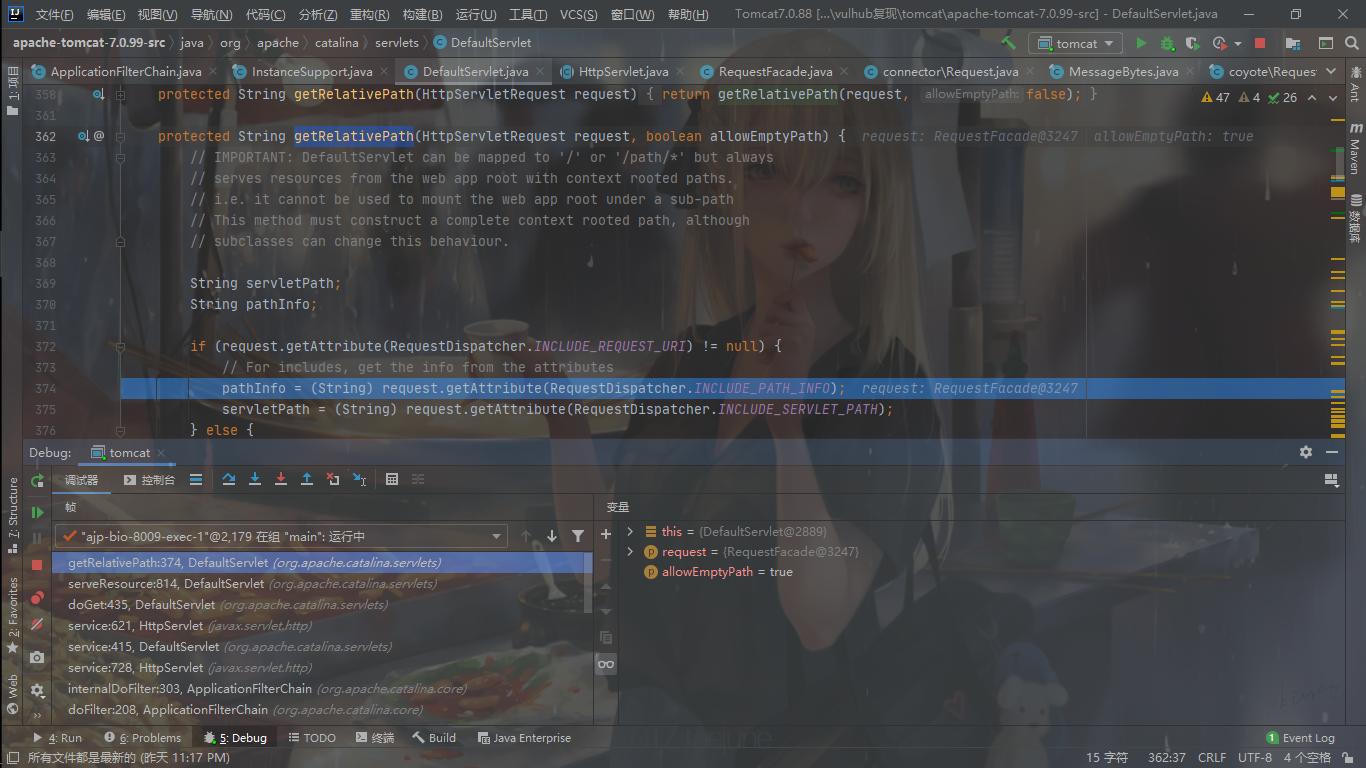 文件(F) 编辑(E) 视图(V) 导航(N) 代码(C) 分析(Z) 重构(R) 构建(B) 运行(U) 工具(T) VCS(S) 窗口(W) 帮助(H) Tomcat7.0.88 [...\vulhub复现\tomcat\apache-tomcat-7.0.99-src] - DefaultServlet.java
apache-tomcat-7.0.99-src java org apache catalina servlets DefaultServlet tomcat
ApplicationFilterChain.java InstanceSupport.java DefaultServlet.java HttpServlet.java RequestFacade.java connector\Request.java MessageBytes.java coyote\Reques
358 protected String getRelativePath(HttpServletRequest request) { return getRelativePath(request, allowEmptyPath: false); } 47 4 26
361
362 @ protected String getRelativePath(HttpServletRequest request, boolean allowEmptyPath) { request: RequestFacade@3247 allowEmptyPath: true
363 // IMPORTANT: DefaultServlet can be mapped to '/' or '/path/*' but always
364 // serves resources from the web app root with context rooted paths.
365 // i.e. it cannot be used to mount the web app root under a sub-path
366 // This method must construct a complete context rooted path, although
367 // subclasses can change this behaviour.
368
369 String servletPath;
370 String pathInfo;
371
372 if (request.getAttribute(RequestDispatcher.INCLUDE_REQUEST_URI) != null) {
373 // For includes, get the info from the attributes
374 pathInfo = (String) request.getAttribute(RequestDispatcher.INCLUDE_PATH_INFO); request: RequestFacade@3247
375 servletPath = (String) request.getAttribute(RequestDispatcher.INCLUDE_SERVLET_PATH);
376 } else {
1: 项目
7: Structure
2: Favorites
Web
Ant
Maven
数据库
Debug: tomcat
调试器 控制台
帧
"ajp-bio-8009-exec-1"@2,179 在组 "main": 运行中
getRelativePath:374, DefaultServlet (org.apache.catalina.servlets)
serveResource:814, DefaultServlet (org.apache.catalina.servlets)
doGet:435, DefaultServlet (org.apache.catalina.servlets)
service:621, HttpServlet (javax.servlet.http)
service:415, DefaultServlet (org.apache.catalina.servlets)
service:728, HttpServlet (javax.servlet.http)
internalDoFilter:303, ApplicationFilterChain (org.apache.catalina.core)
doFilter:208, ApplicationFilterChain (org.apache.catalina.core)
变量
this = {DefaultServlet@2889}
request = {RequestFacade@3247}
allowEmptyPath = true
4: Run 6: Problems 5: Debug TODO 终端 Build Java Enterprise 1 Event Log
所有文件都是最新的 (昨天 11:17 PM) 15 字符 362:37 CRLF UTF-8 4 个空格